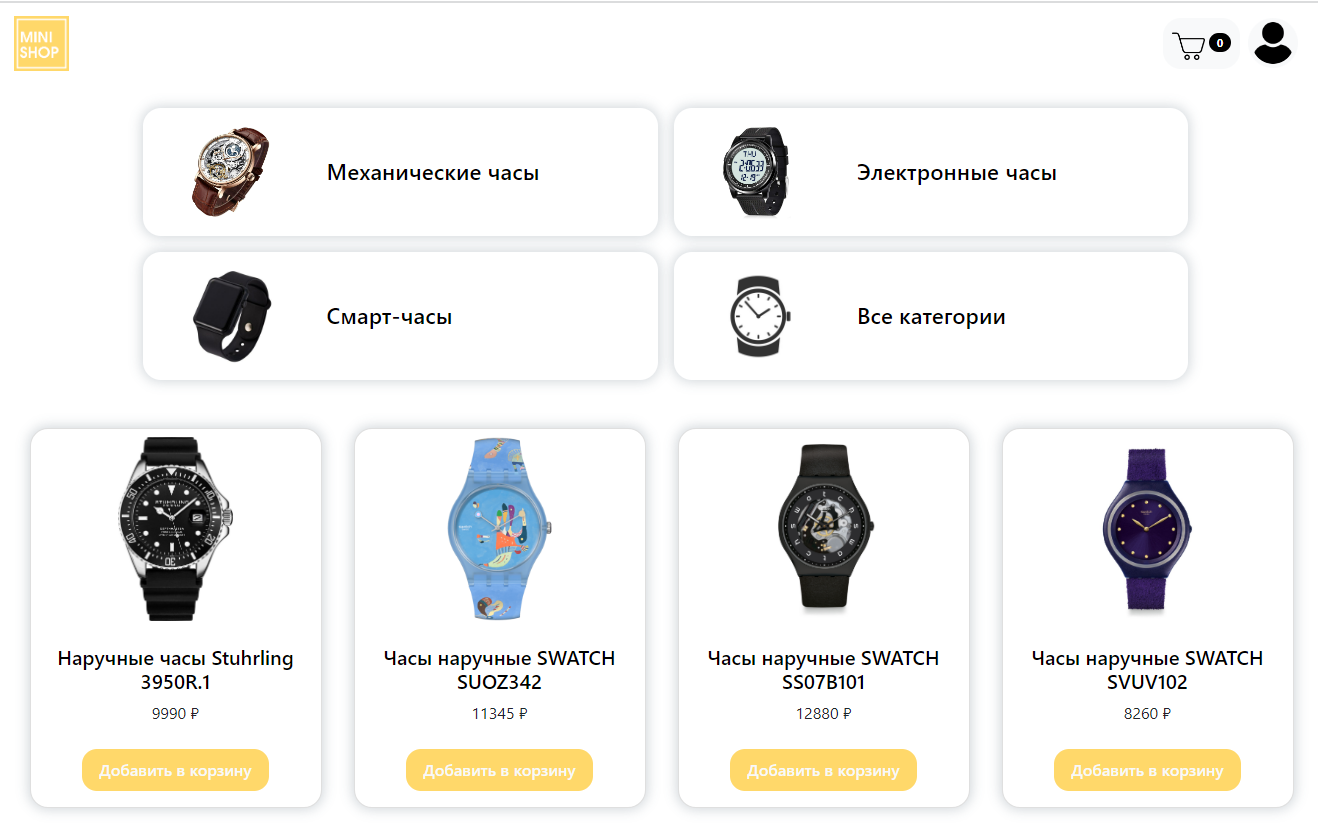 MINI
SHOP
0
Механические часы
Электронные часы
Смарт-часы
Все категории
Наручные часы Stuhrling
3950R.1
9990 ₽
Добавить в корзину
Часы наручные SWATCH
SUOZ342
11345 ₽
Добавить в корзину
Часы наручные SWATCH
SS07B101
12880 ₽
Добавить в корзину
Часы наручные SWATCH
SVUV102
8260 ₽
Добавить в корзину